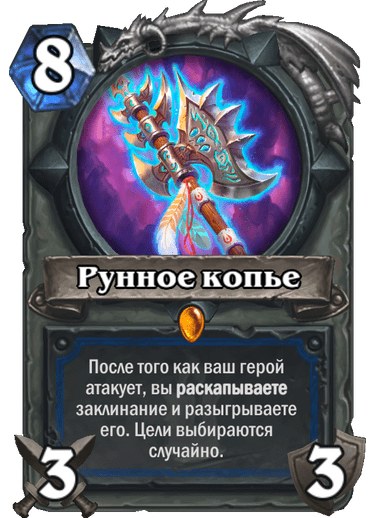 8
Рунное копье
После того как ваш герой
атакует, вы раскапываете
заклинание и разыгрываете
его. Цели выбираются
случайно.
3
3